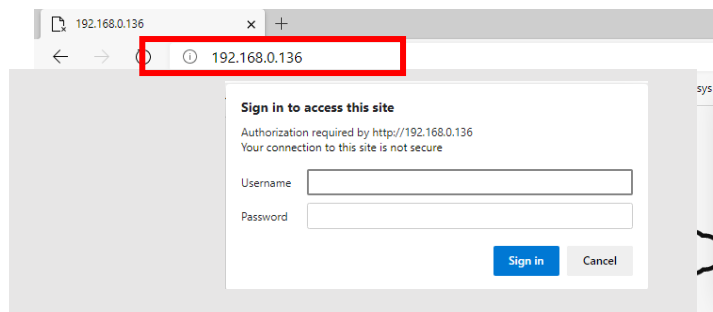 192.168.0.136
192.168.0.136
sys
Sign in to access this site
Authorization required by http://192.168.0.136
Your connection to this site is not secure
Username
Password
Sign in Cancel